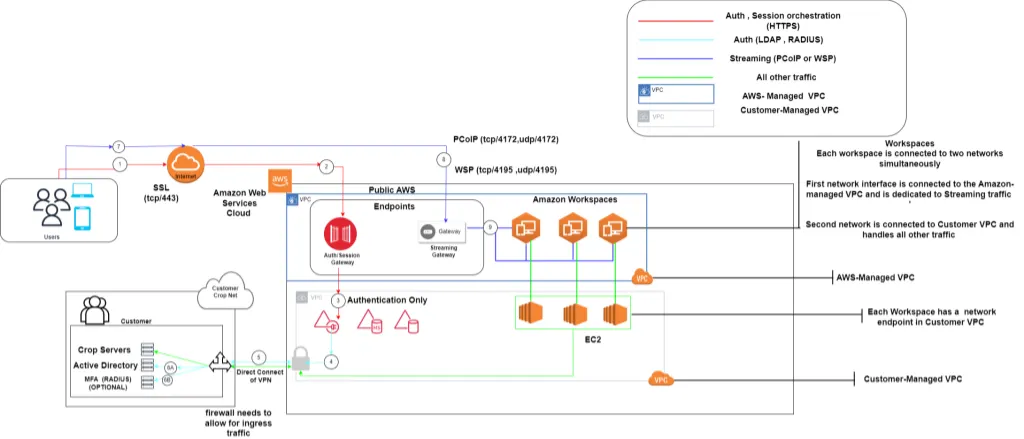 Auth , Session orchestration
(HTTPS)
Auth (LDAP , RADIUS)
Streaming (PCoIP or WSP)
All other traffic
VPC
AWS- Managed VPC
VPC
Customer-Managed VPC
Workspaces
Each workspace is connected to two networks
simultaneously
First network interface is connected to the Amazon-
managed VPC and is dedicated to Streaming traffic
Second network is connected to Customer VPC and
handles all other traffic
7
1
Internet
2
PCoIP (tcp/4172,udp/4172)
8
WSP (tcp/4195 ,udp/4195)
SSL
(tcp/443)
Users
aws
Amazon Web
Services
Cloud
Public AWS
VPC
Endpoints
Amazon Workspaces
Gateway
9
Auth/Session
Gateway
Streaming
Gateway
VPC
AWS-Managed VPC
Customer
Crop Net
VPC
3
Authentication Only
Each Workspace has a network
endpoint in Customer VPC
EC2
Customer
Crop Servers
Active Directory
MFA (RADIUS)
(OPTIONAL)
6A
6B
5
4
Direct Connect
of VPN
VPC
Customer-Managed VPC
firewall needs to
allow for ingress
traffic